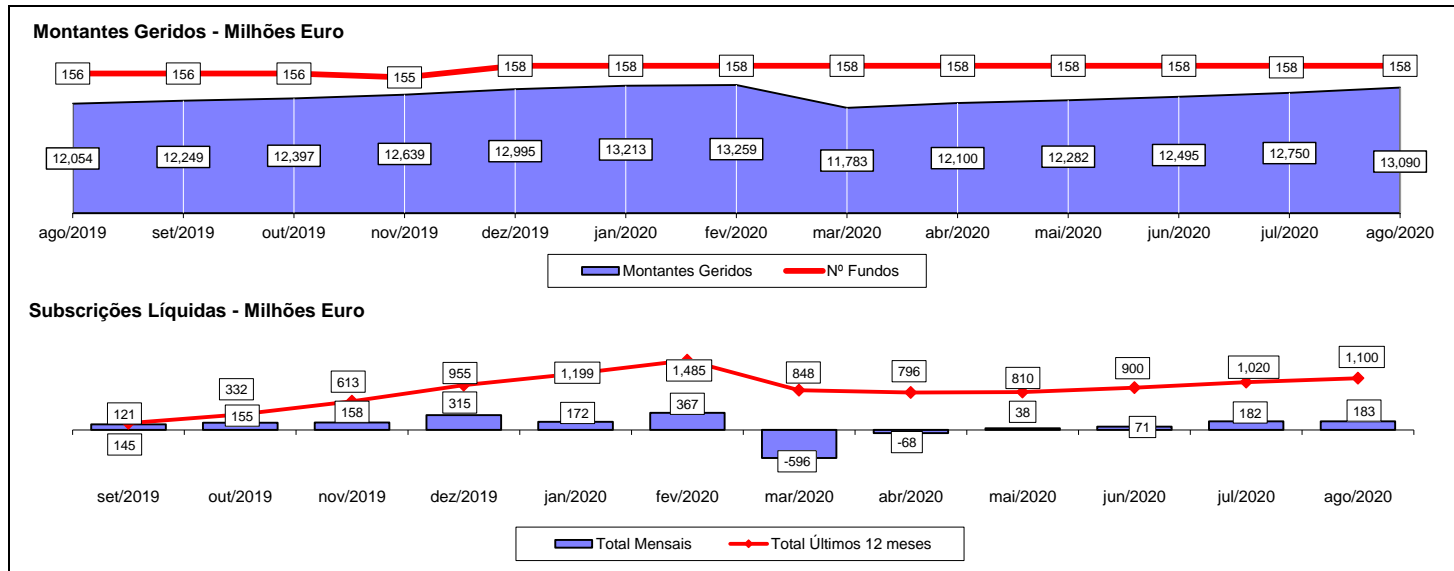 Montantes Geridos - Milhões Euro
156 156 156 155 158 158 158 158 158 158 158 158 158
12,054 12,249 12,397 12,639 12,995 13,213 13,259 11,783 12,100 12,282 12,495 12,750 13,090
ago/2019 set/2019 out/2019 nov/2019 dez/2019 jan/2020 fev/2020 mar/2020 abr/2020 mai/2020 jun/2020 jul/2020 ago/2020
Montantes Geridos Nº Fundos
Subscrições Líquidas - Milhões Euro
121 332 613 955 1,199 1,485 848 796 810 900 1,020 1,100
145 155 158 315 172 367 -596 -68 38 71 182 183
set/2019 out/2019 nov/2019 dez/2019 jan/2020 fev/2020 mar/2020 abr/2020 mai/2020 jun/2020 jul/2020 ago/2020
Total Mensais Total Últimos 12 meses